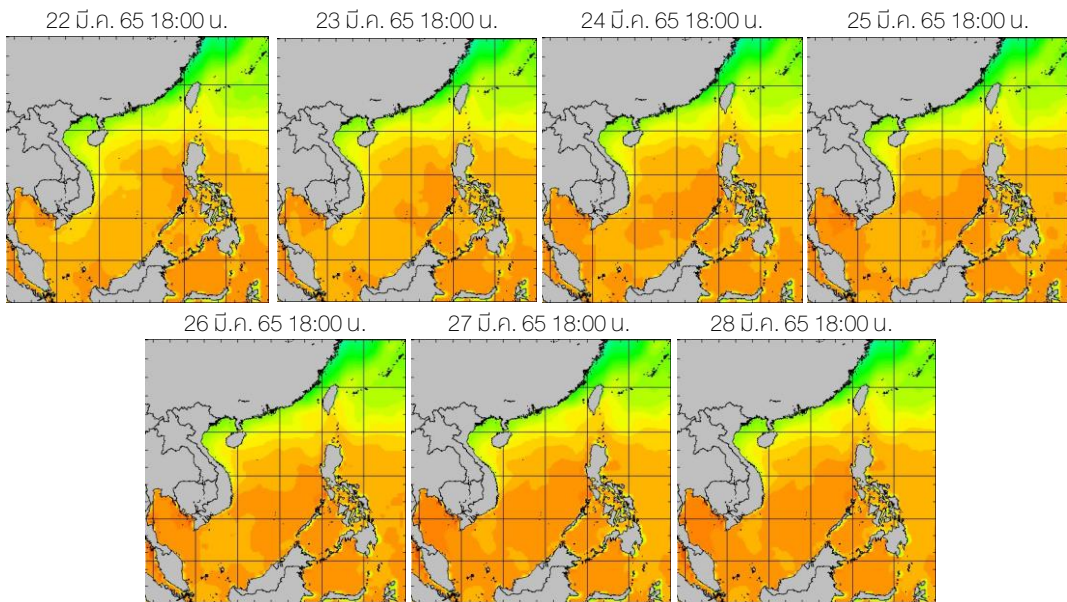 22 มี.ค. 65 18:00 น.
23 มี.ค. 65 18:00 น.
24 มี.ค. 65 18:00 น.
25 มี.ค. 65 18:00 น.
26 มี.ค. 65 18:00 น.
27 มี.ค. 65 18:00 น.
28 มี.ค. 65 18:00 น.